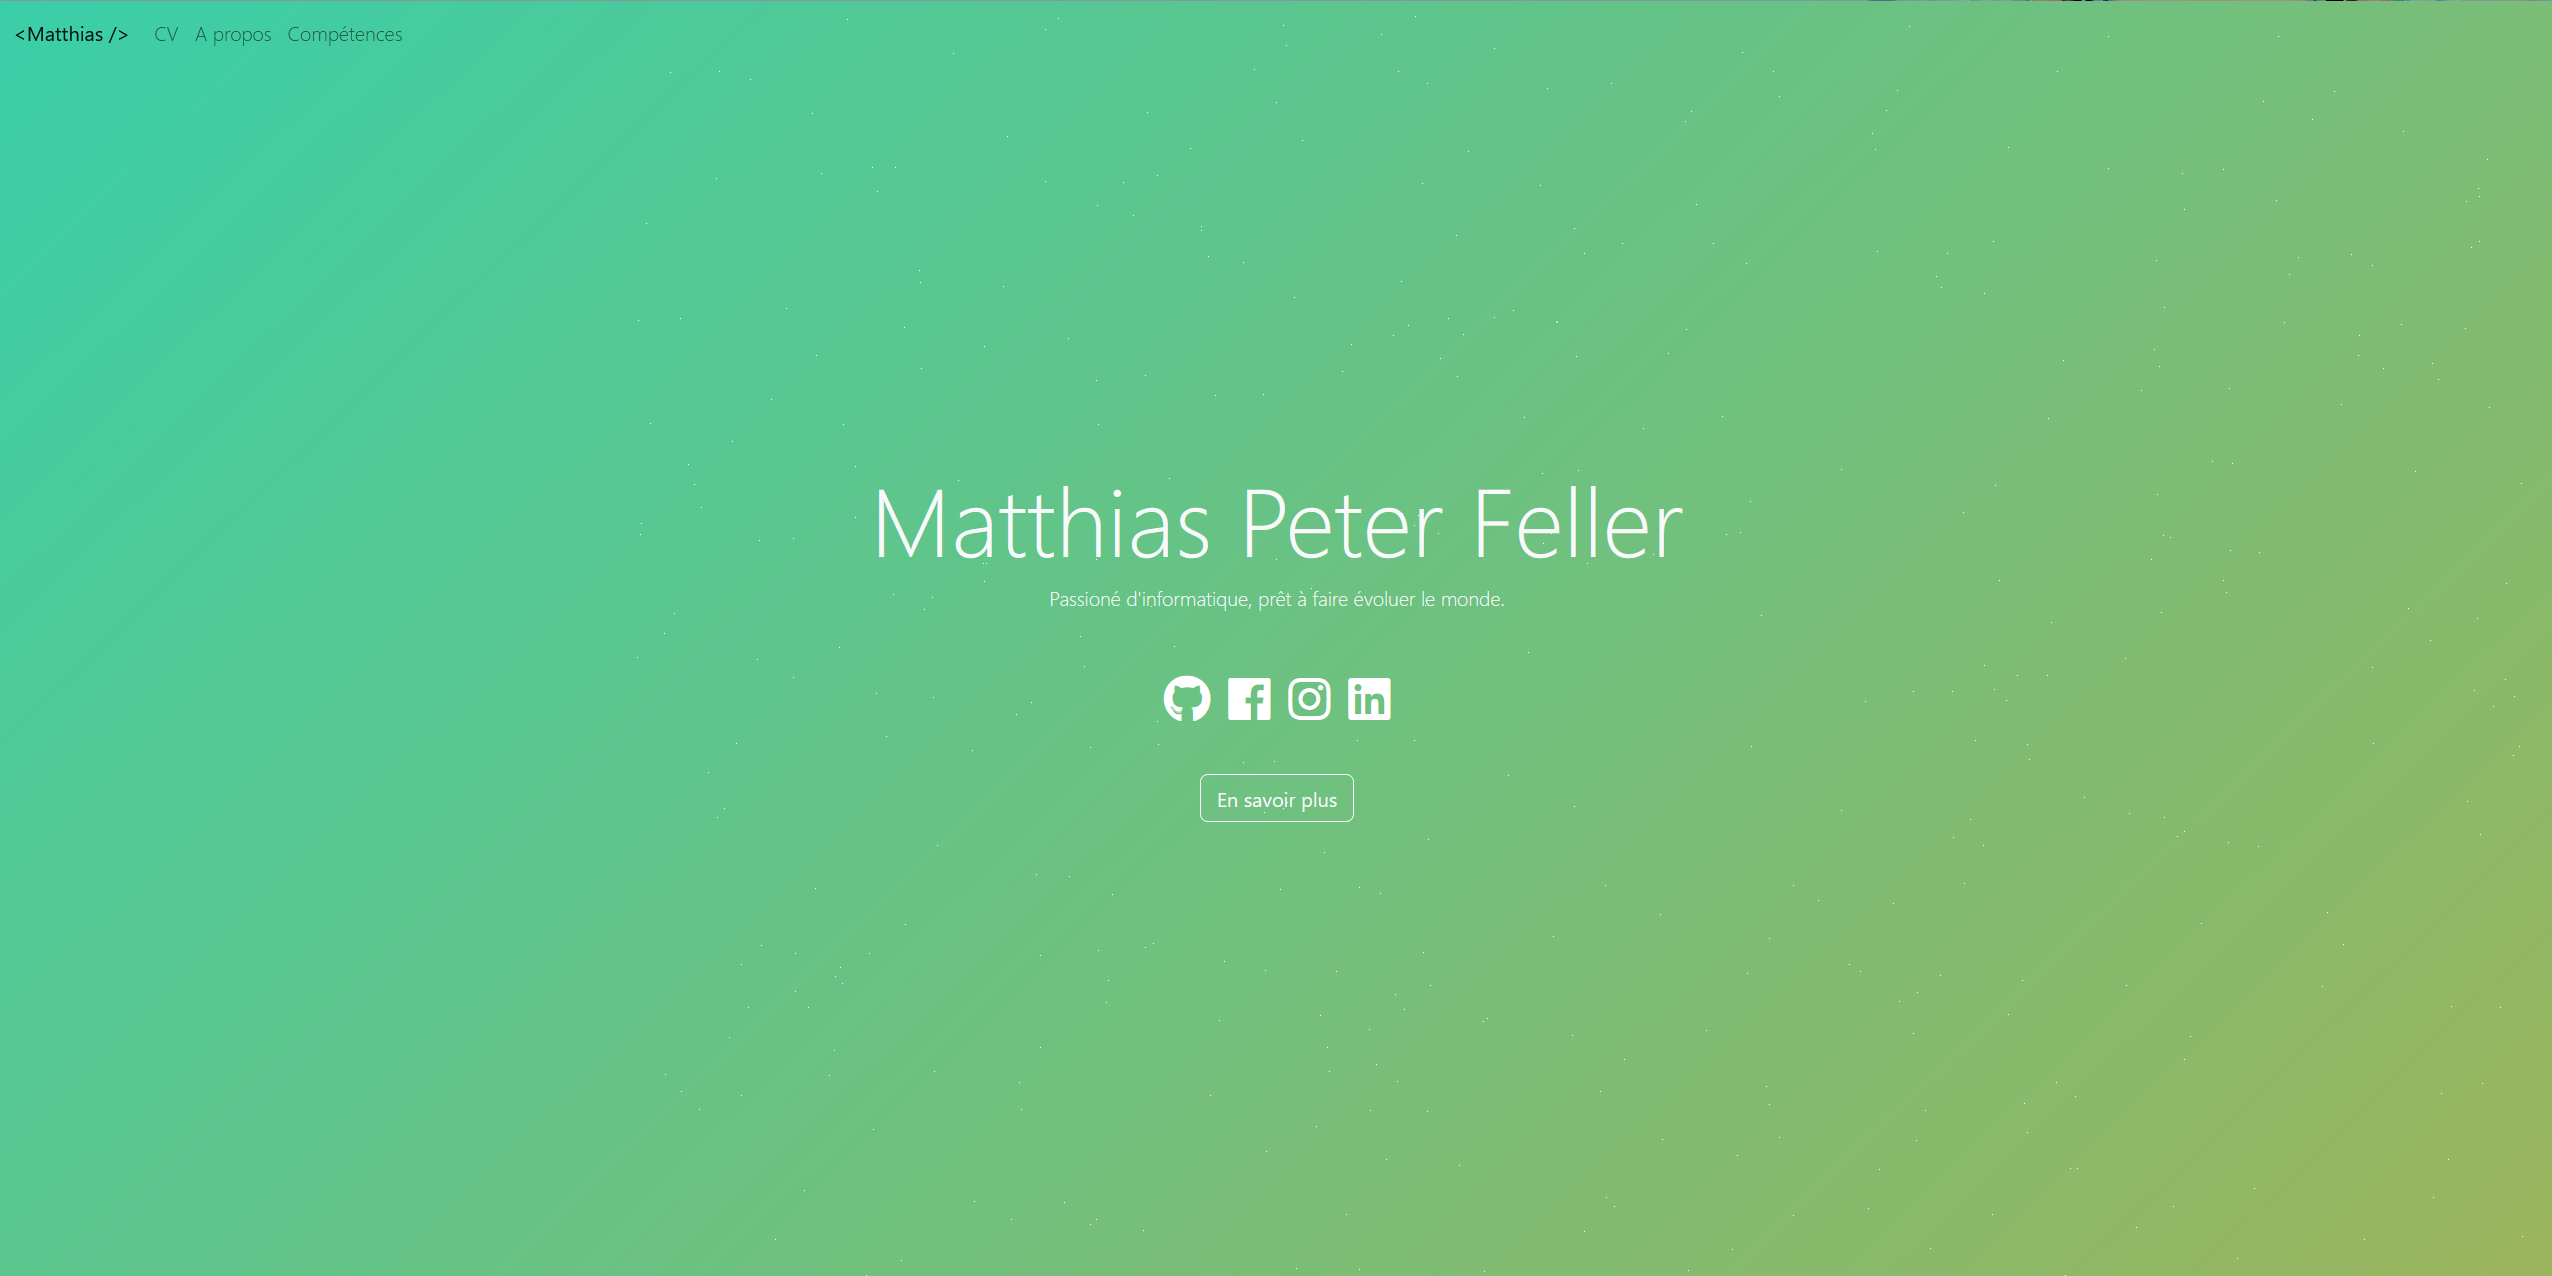 <Matthias />
CV
A propos
Compétences
Matthias Peter Feller
Passioné d'informatique, prêt à faire évoluer le monde.
En savoir plus